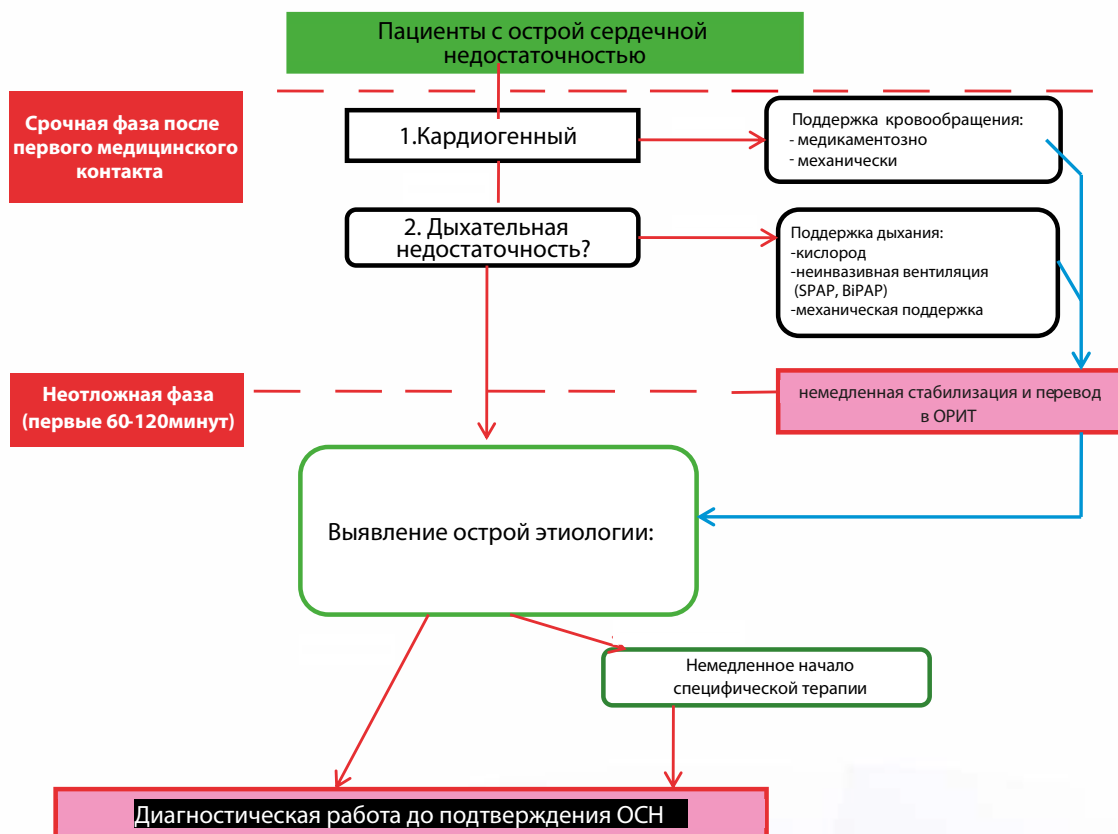 Пациенты с острой сердечной
недостаточностью
Срочная фаза после
первого медицинского
контакта
1.Кардиогенный
Поддержка кровообращения:
- медикаментозно
- механически
2. Дыхательная
недостаточность?
Поддержка дыхания:
-кислород
-неинвазивная вентиляция
(SPAP, BiPAP)
-механическая поддержка
Неотложная фаза
(первые 60-120минут)
немедленная стабилизация и перевод
в ОРИТ
Выявление острой этиологии:
Немедленное начало
специфической терапии
Диагностическая работа до подтверждения ОСН